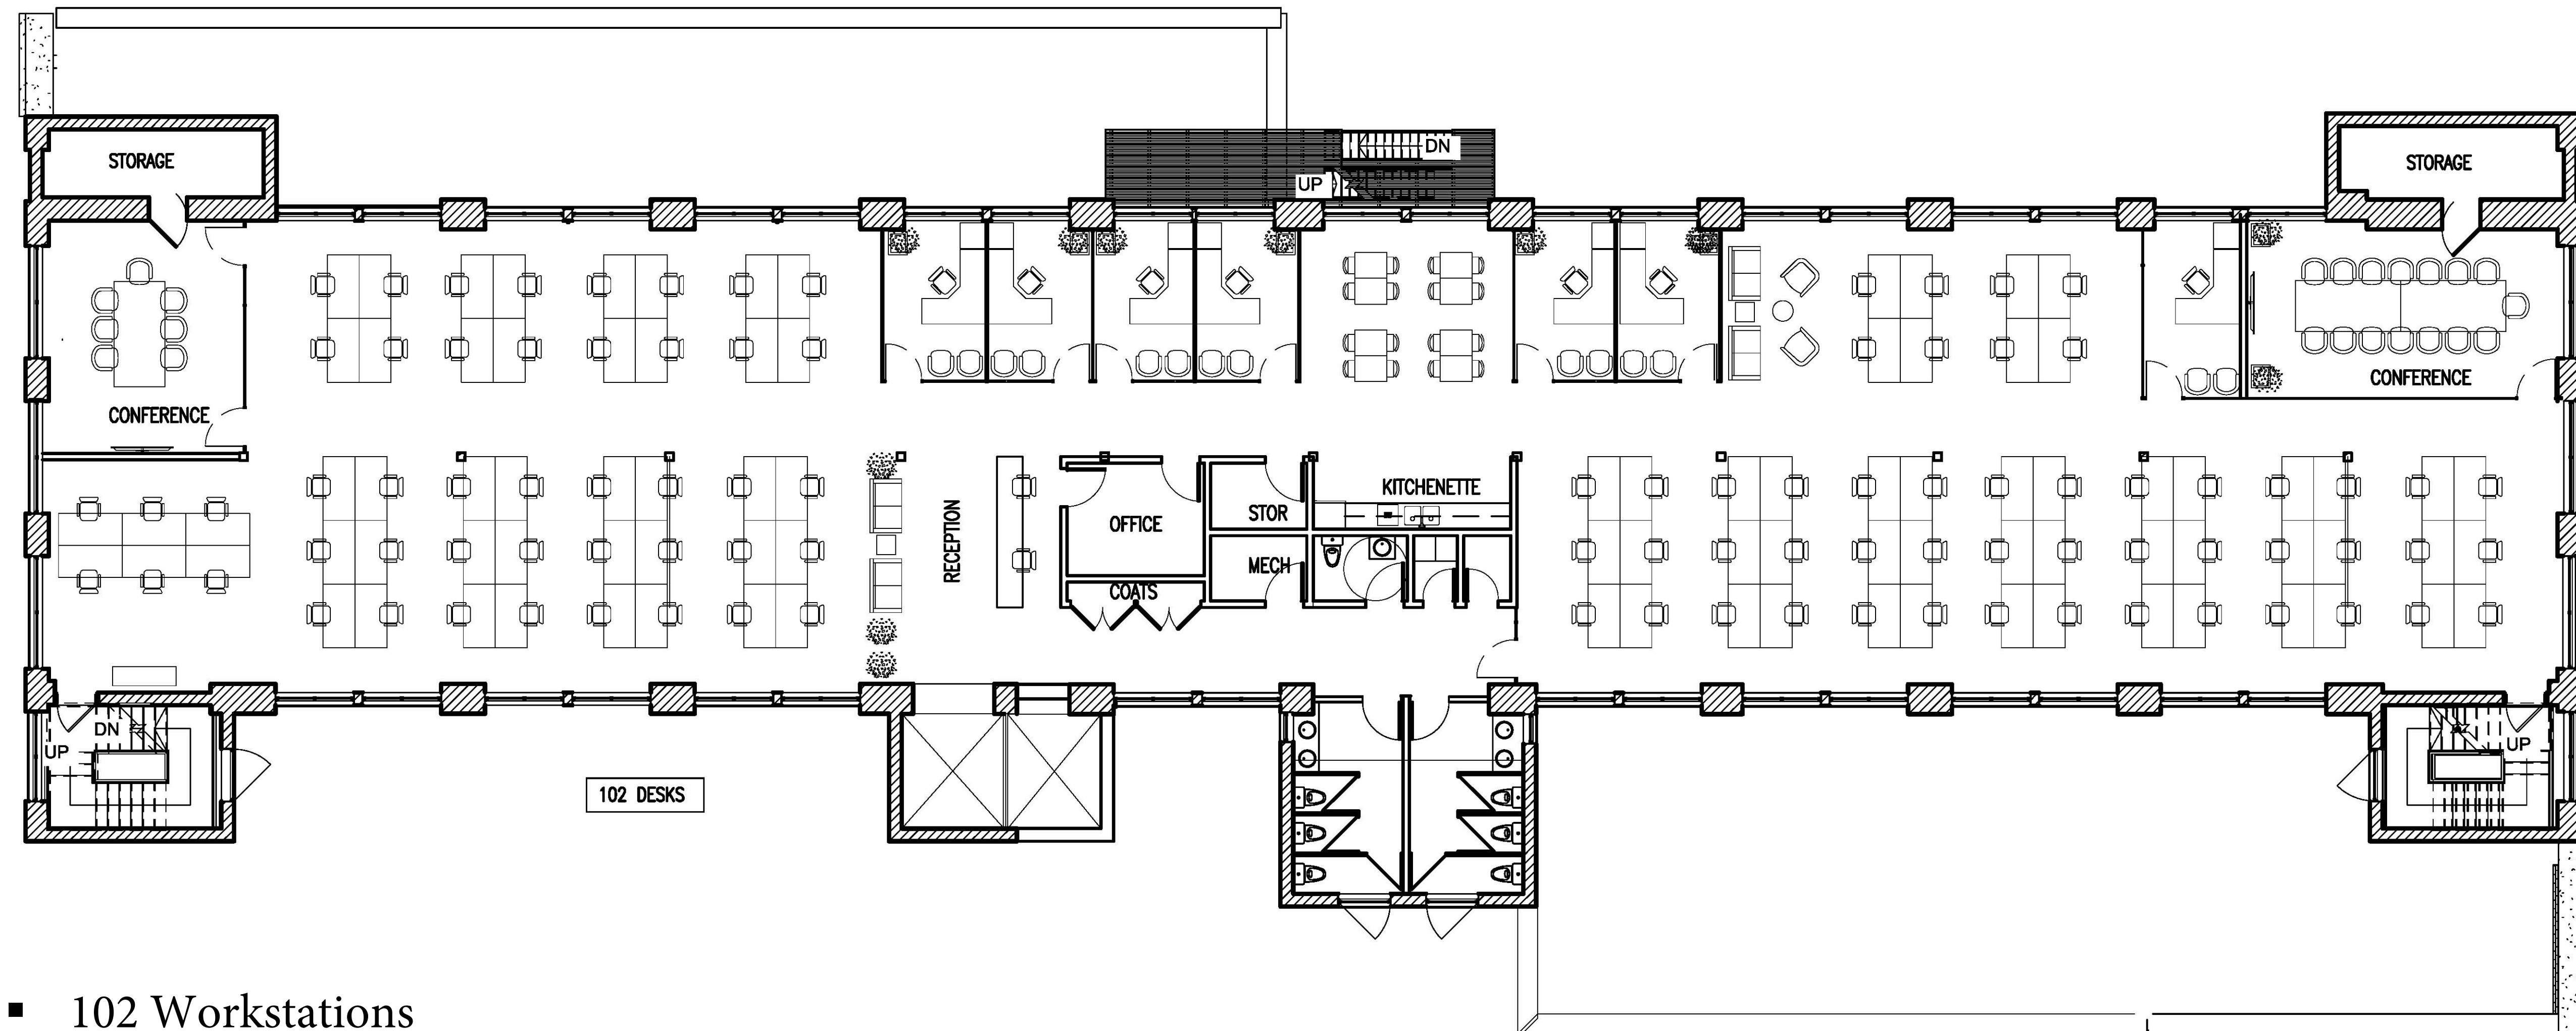 STORAGE
DN
UP
STORAGE
CONFERENCE
CONFERENCE
RECEPTION
OFFICE
STOR
KITCHENETTE
MECH
COATS
DN
UP
UP
102 DESKS
▪ 102 Workstations